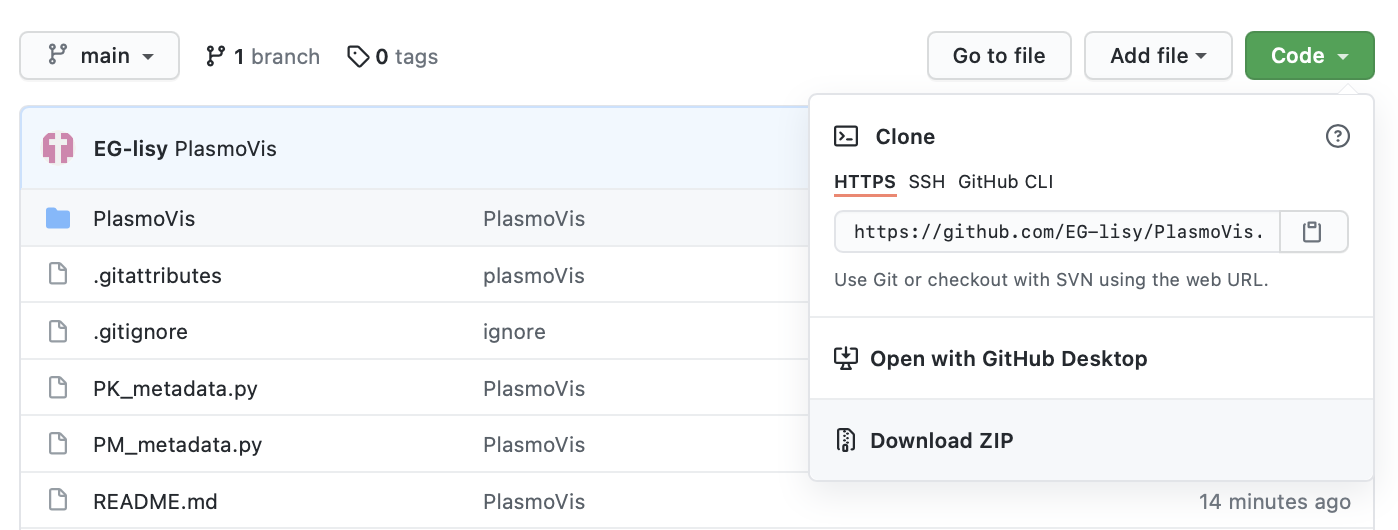 main 1 branch 0 tags Go to file Add file Code
EG-lisy PlasmoVis
PlasmoVis PlasmoVis
.gitattributes plasmoVis
.gitignore ignore
PK_metadata.py PlasmoVis
PM_metadata.py PlasmoVis
README.md PlasmoVis 14 minutes ago
Clone
HTTPS SSH GitHub CLI
https://github.com/EG-lisy/PlasmoVis.
Use Git or checkout with SVN using the web URL.
Open with GitHub Desktop
Download ZIP